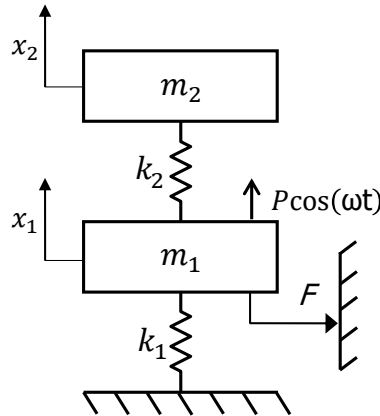 x₂
m₂
k₂
Pcos(ωt)
x₁
m₁
F
k₁